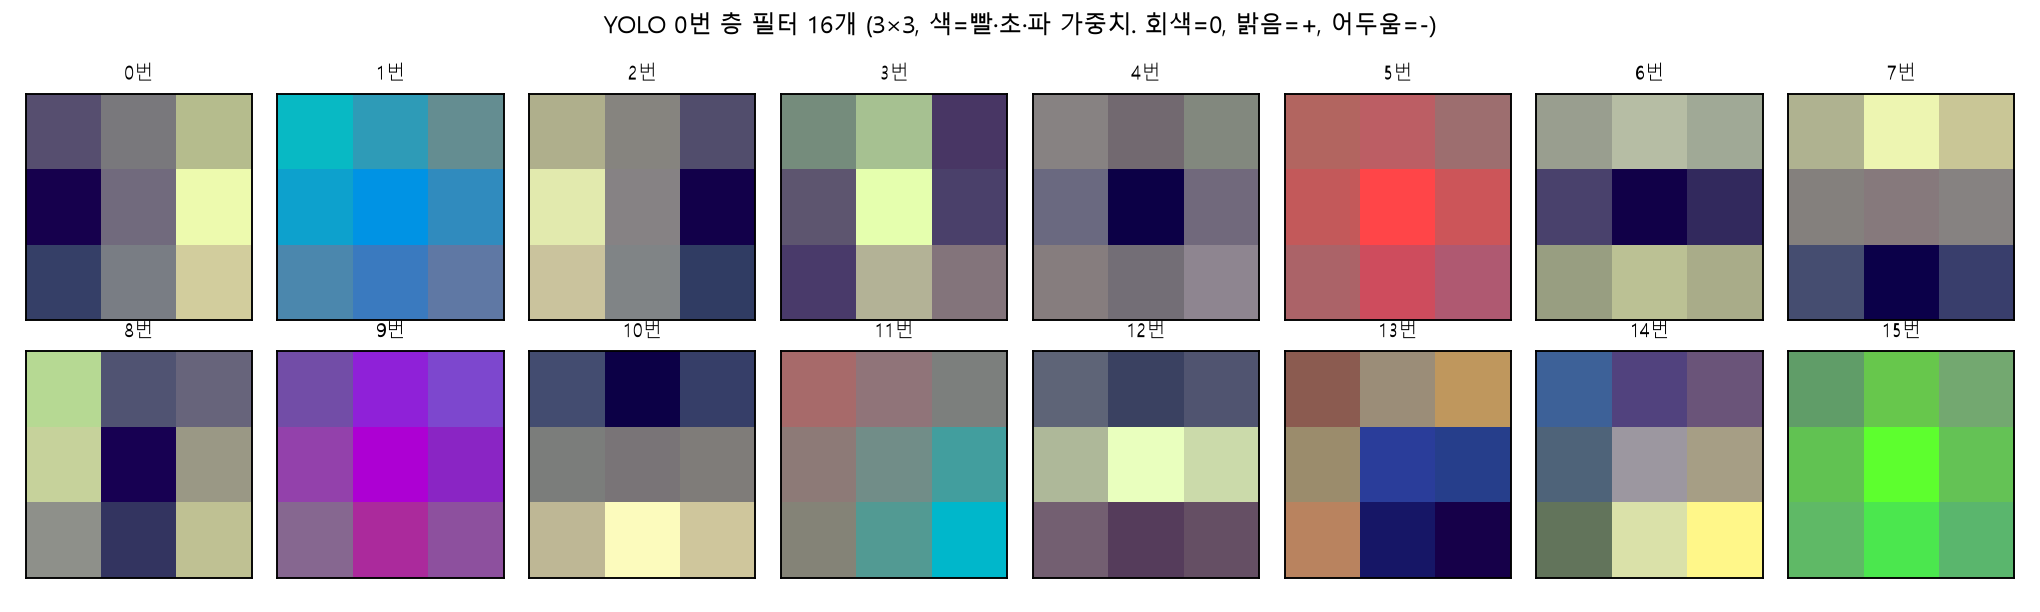 YOLO 0번 층 필터 16개 (3×3, 색=빨·초·파 가중치. 회색=0, 밝음=+, 어두움=-)
0번 1번 2번 3번 4번 5번 6번 7번
8번 9번 10번 11번 12번 13번 14번 15번